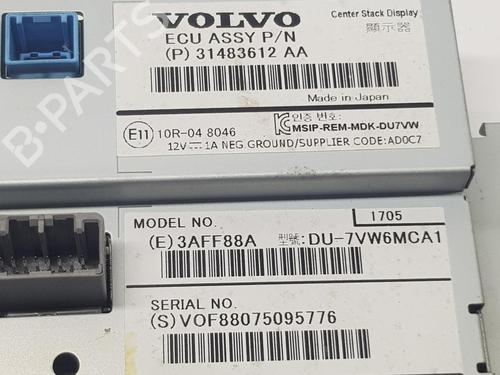 VOLVO
Center Stack Display
ECU ASSY P/N
顯示器
(P) 31483612 AA
Made in Japan
E11 10R-04 8046
인증 번호:
MSIP-REM-MDK-DU7VW
12V 1A NEG.GROUND/SUPPLIER CODE:AD0C7
MODEL NO.
1705
(E)3AFF88A 型號:DU-7VW6MCA1
SERIAL NO.
(S)VOF88075095776